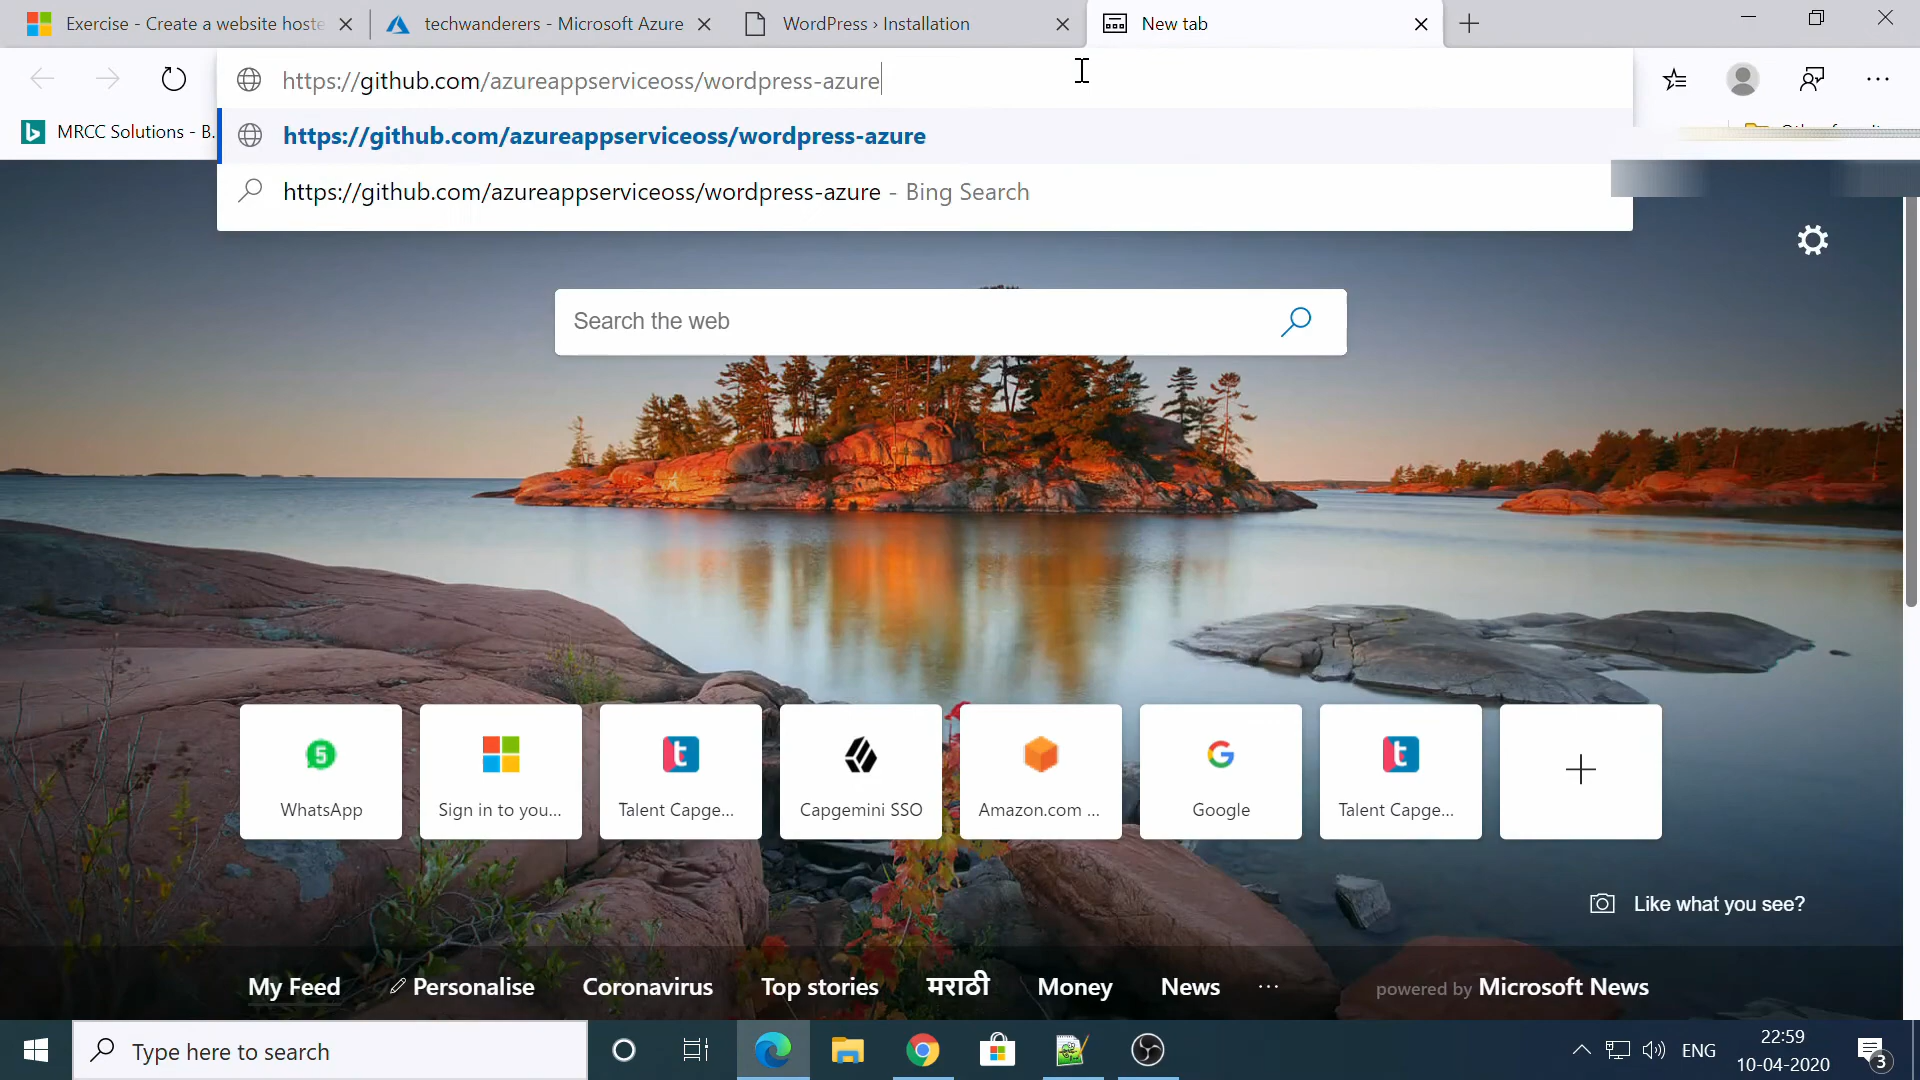 Exercise - Create a website hoste
techwanderers - Microsoft Azure
WordPress › Installation
New tab
https://github.com/azureappserviceoss/wordpress-azure
MRCC Solutions - B.
https://github.com/azureappserviceoss/wordpress-azure
https://github.com/azureappserviceoss/wordpress-azure - Bing Search
Search the web
5
WhatsApp
Sign in to you...
Talent Capge...
Capgemini SSO
Amazon.com ...
Google
Talent Capge...
Like what you see?
My Feed
Personalise
Coronavirus
Top stories
मराठी
Money
News
...
powered by Microsoft News
Type here to search
ENG
22:59
10-04-2020
3